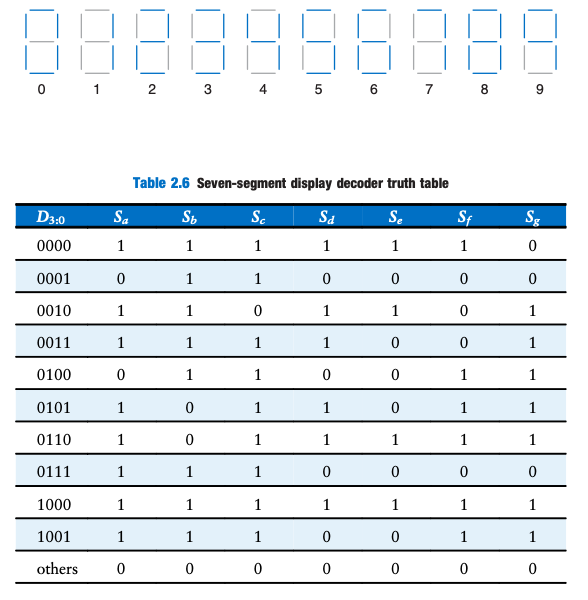 0 1 2 3 4 5 6 7 8 9
Table 2.6 Seven-segment display decoder truth table
D3:0 Sa Sb Sc Sd Se Sf Sg
0000 1 1 1 1 1 1 0
0001 0 1 1 0 0 0 0
0010 1 1 0 1 1 0 1
0011 1 1 1 1 0 0 1
0100 0 1 1 0 0 1 1
0101 1 0 1 1 0 1 1
0110 1 0 1 1 1 1 1
0111 1 1 1 0 0 0 0
1000 1 1 1 1 1 1 1
1001 1 1 1 0 0 1 1
others 0 0 0 0 0 0 0